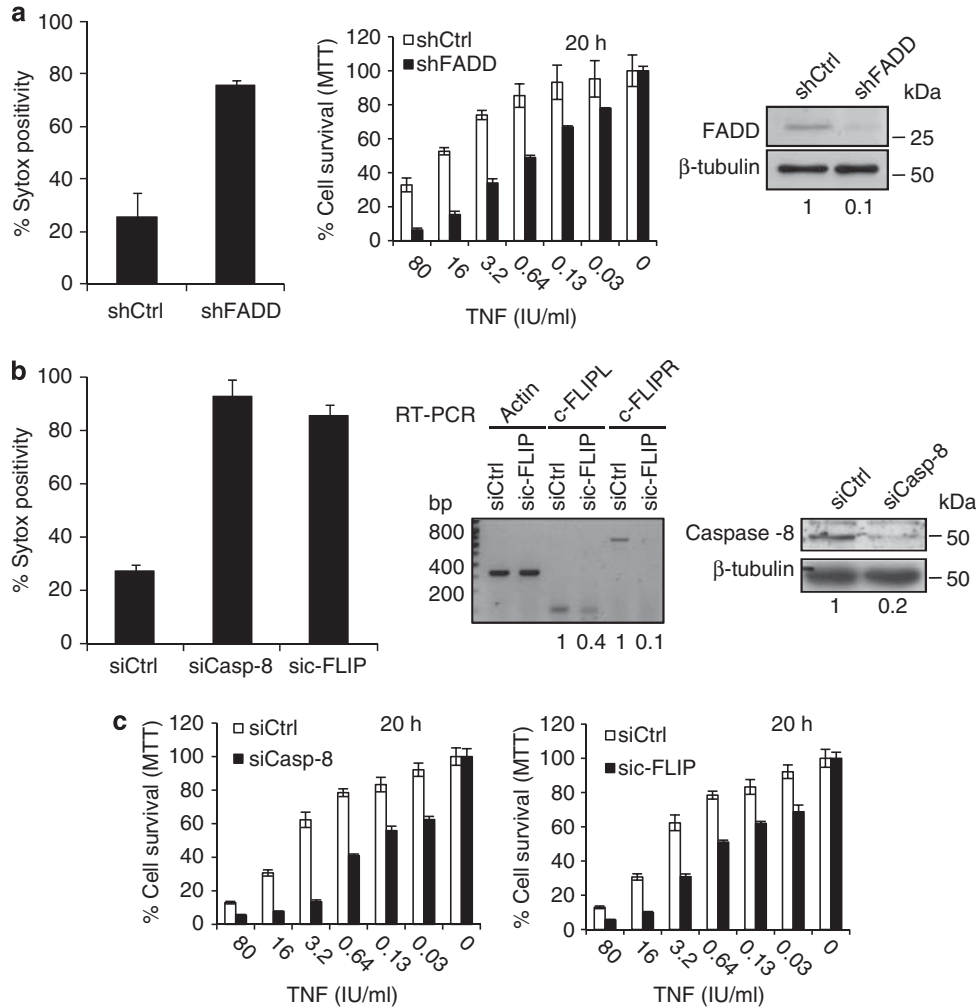 a
100
80
60
40
20
0
% Sytox positivity
shCtrl
shFADD
120
100
80
60
40
20
0
% Cell survival (MTT)
shCtrl
shFADD
20 h
80
16
3.2
0.64
0.13
0.03
0
TNF (IU/ml)
shCtrl
shFADD
kDa
FADD
25
β-tubulin
50
1 0.1
b
100
80
60
40
20
0
% Sytox positivity
siCtrl
siCasp-8
sic-FLIP
RT-PCR
Actin
c-FLIPL
c-FLIPR
siCtrl
sic-FLIP
siCtrl
sic-FLIP
siCtrl
sic-FLIP
bp
800
400
200
1 0.4 1 0.1
siCtrl
siCasp-8
kDa
Caspase -8
50
β-tubulin
50
1 0.2
c
120
100
80
60
40
20
0
% Cell survival (MTT)
siCtrl
siCasp-8
20 h
80
16
3.2
0.64
0.13
0.03
0
TNF (IU/ml)
120
100
80
60
40
20
0
% Cell survival (MTT)
siCtrl
sic-FLIP
20 h
80
16
3.2
0.64
0.13
0.03
0
TNF (IU/ml)